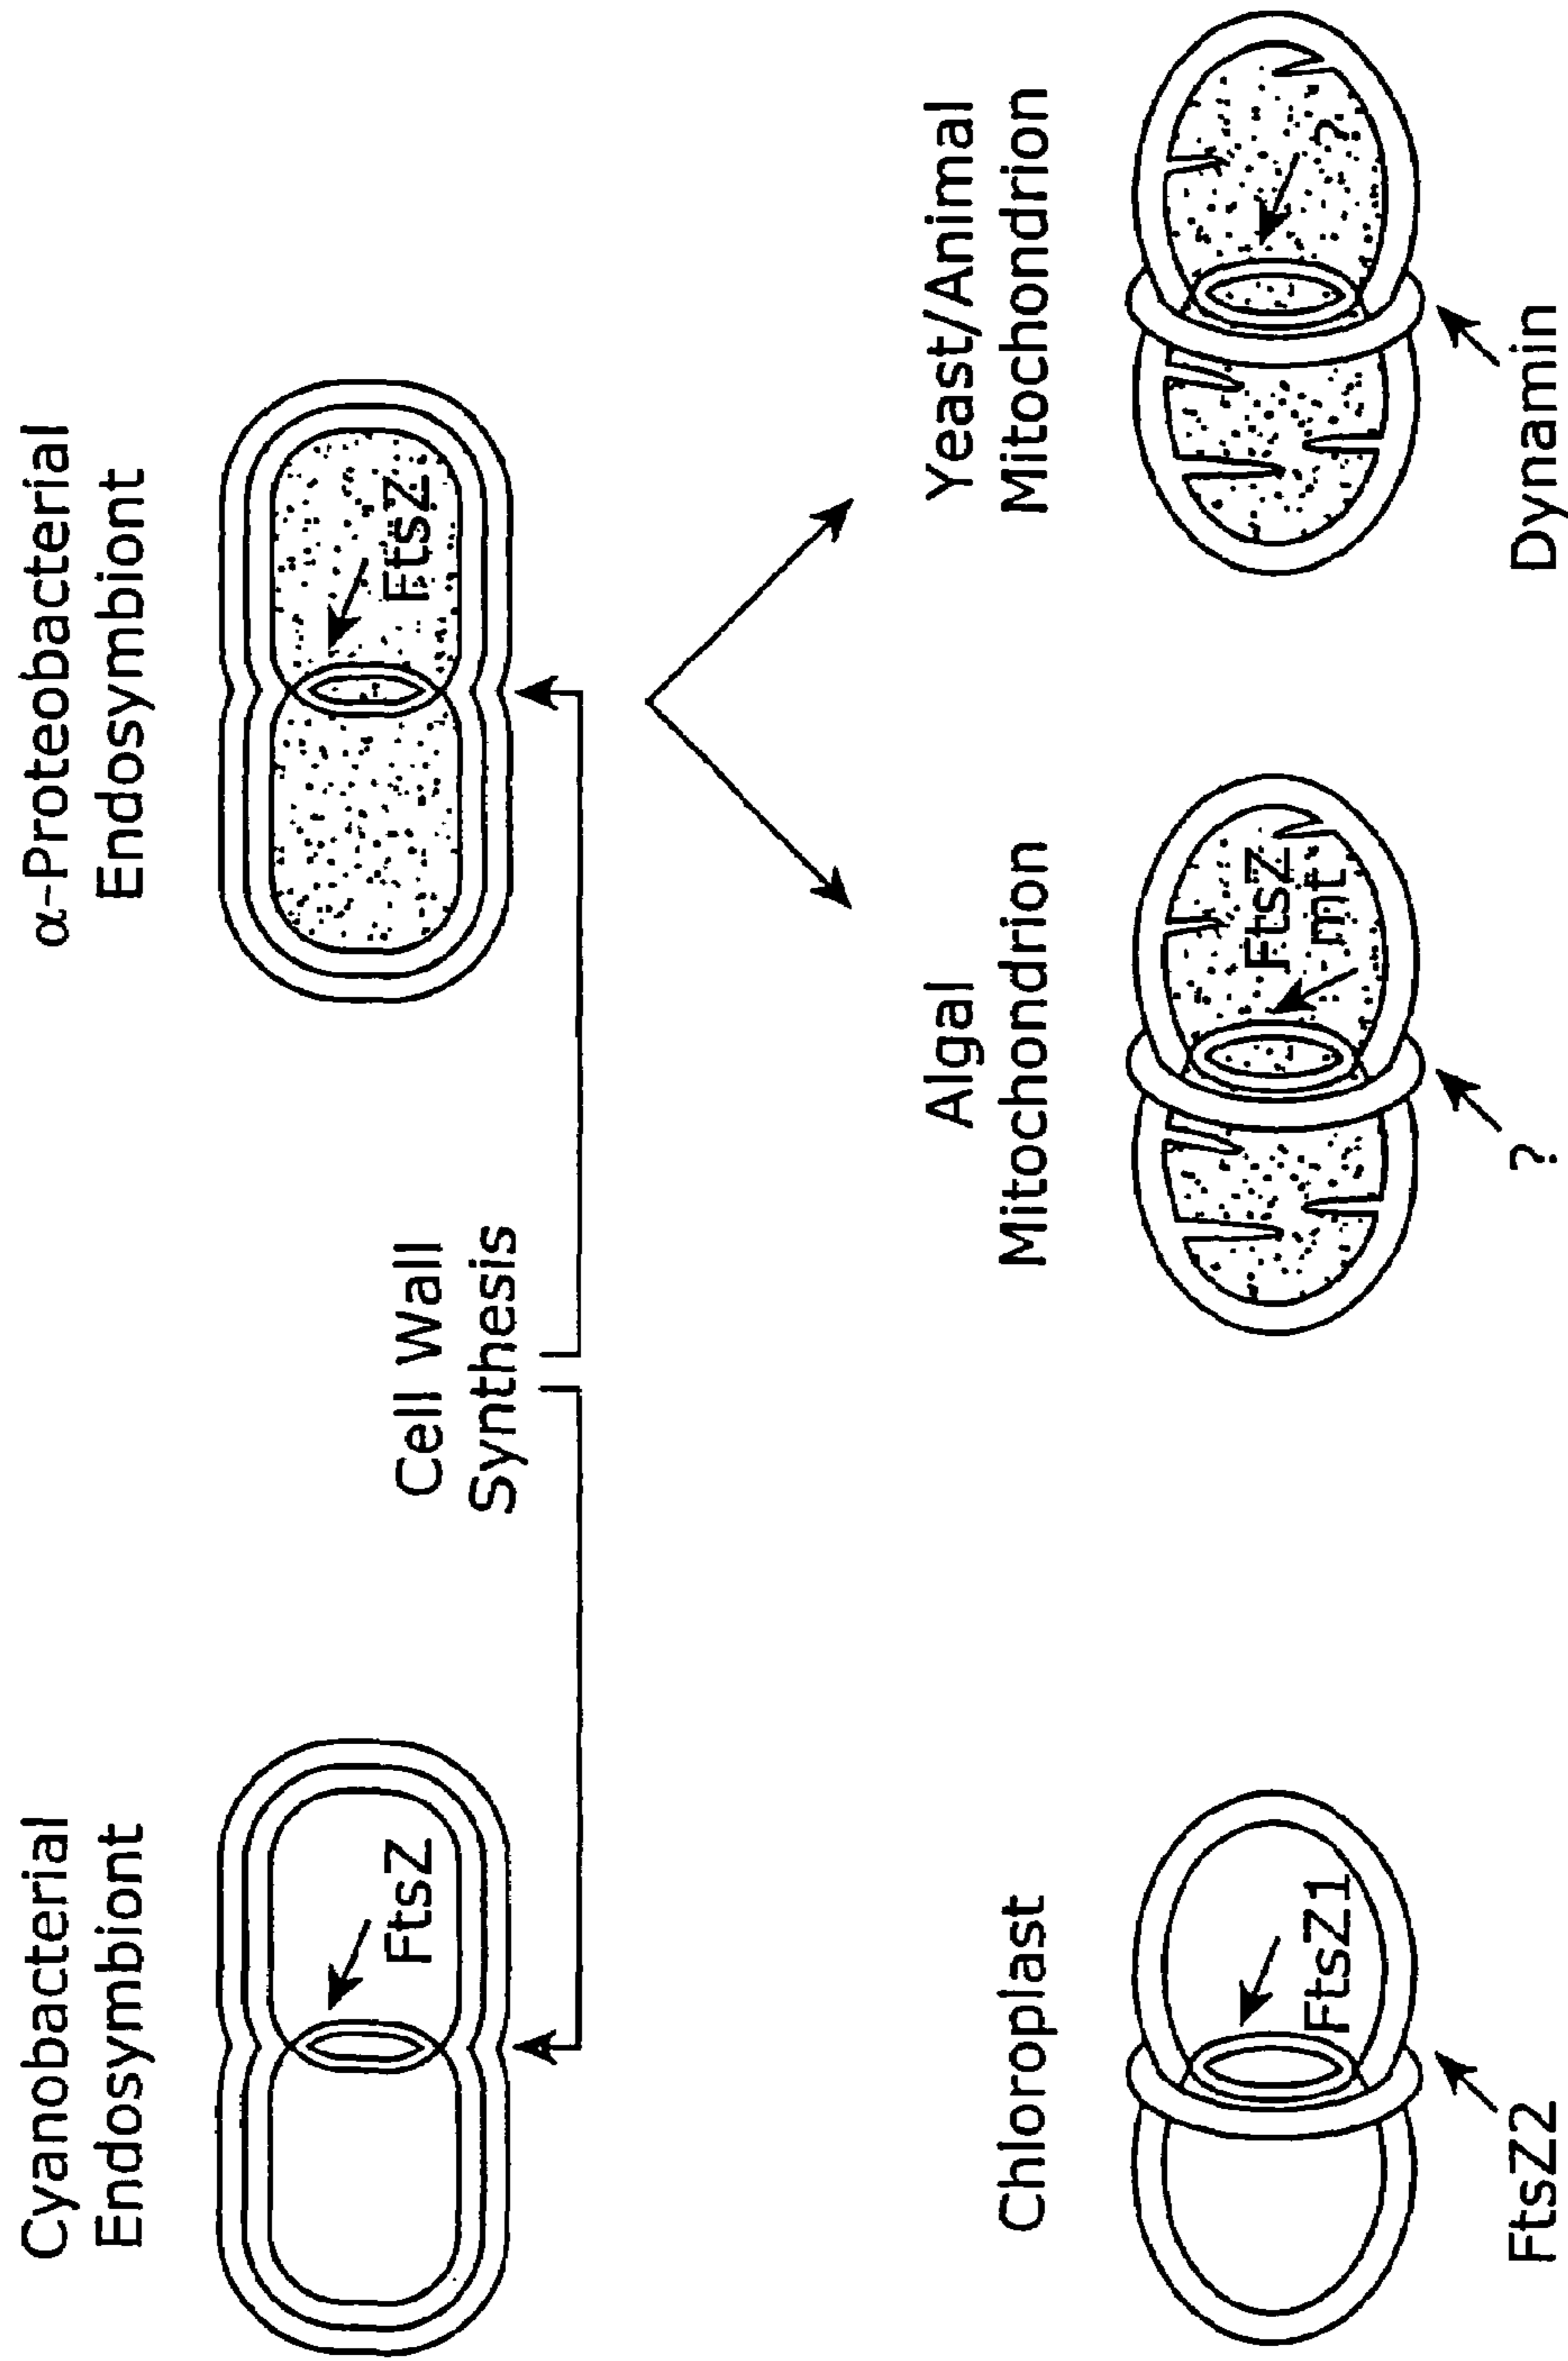 Cyanobacterial
Endosymbiont
FtsZ
Cell Wall
Synthesis
α-Proteobacterial
Endosymbiont
FtsZ
Chloroplast
FtsZ1
FtsZ2
Algal
Mitochondrion
FtsZ
mt
?
Yeast/Animal
Mitochondrion
?
Dynamin